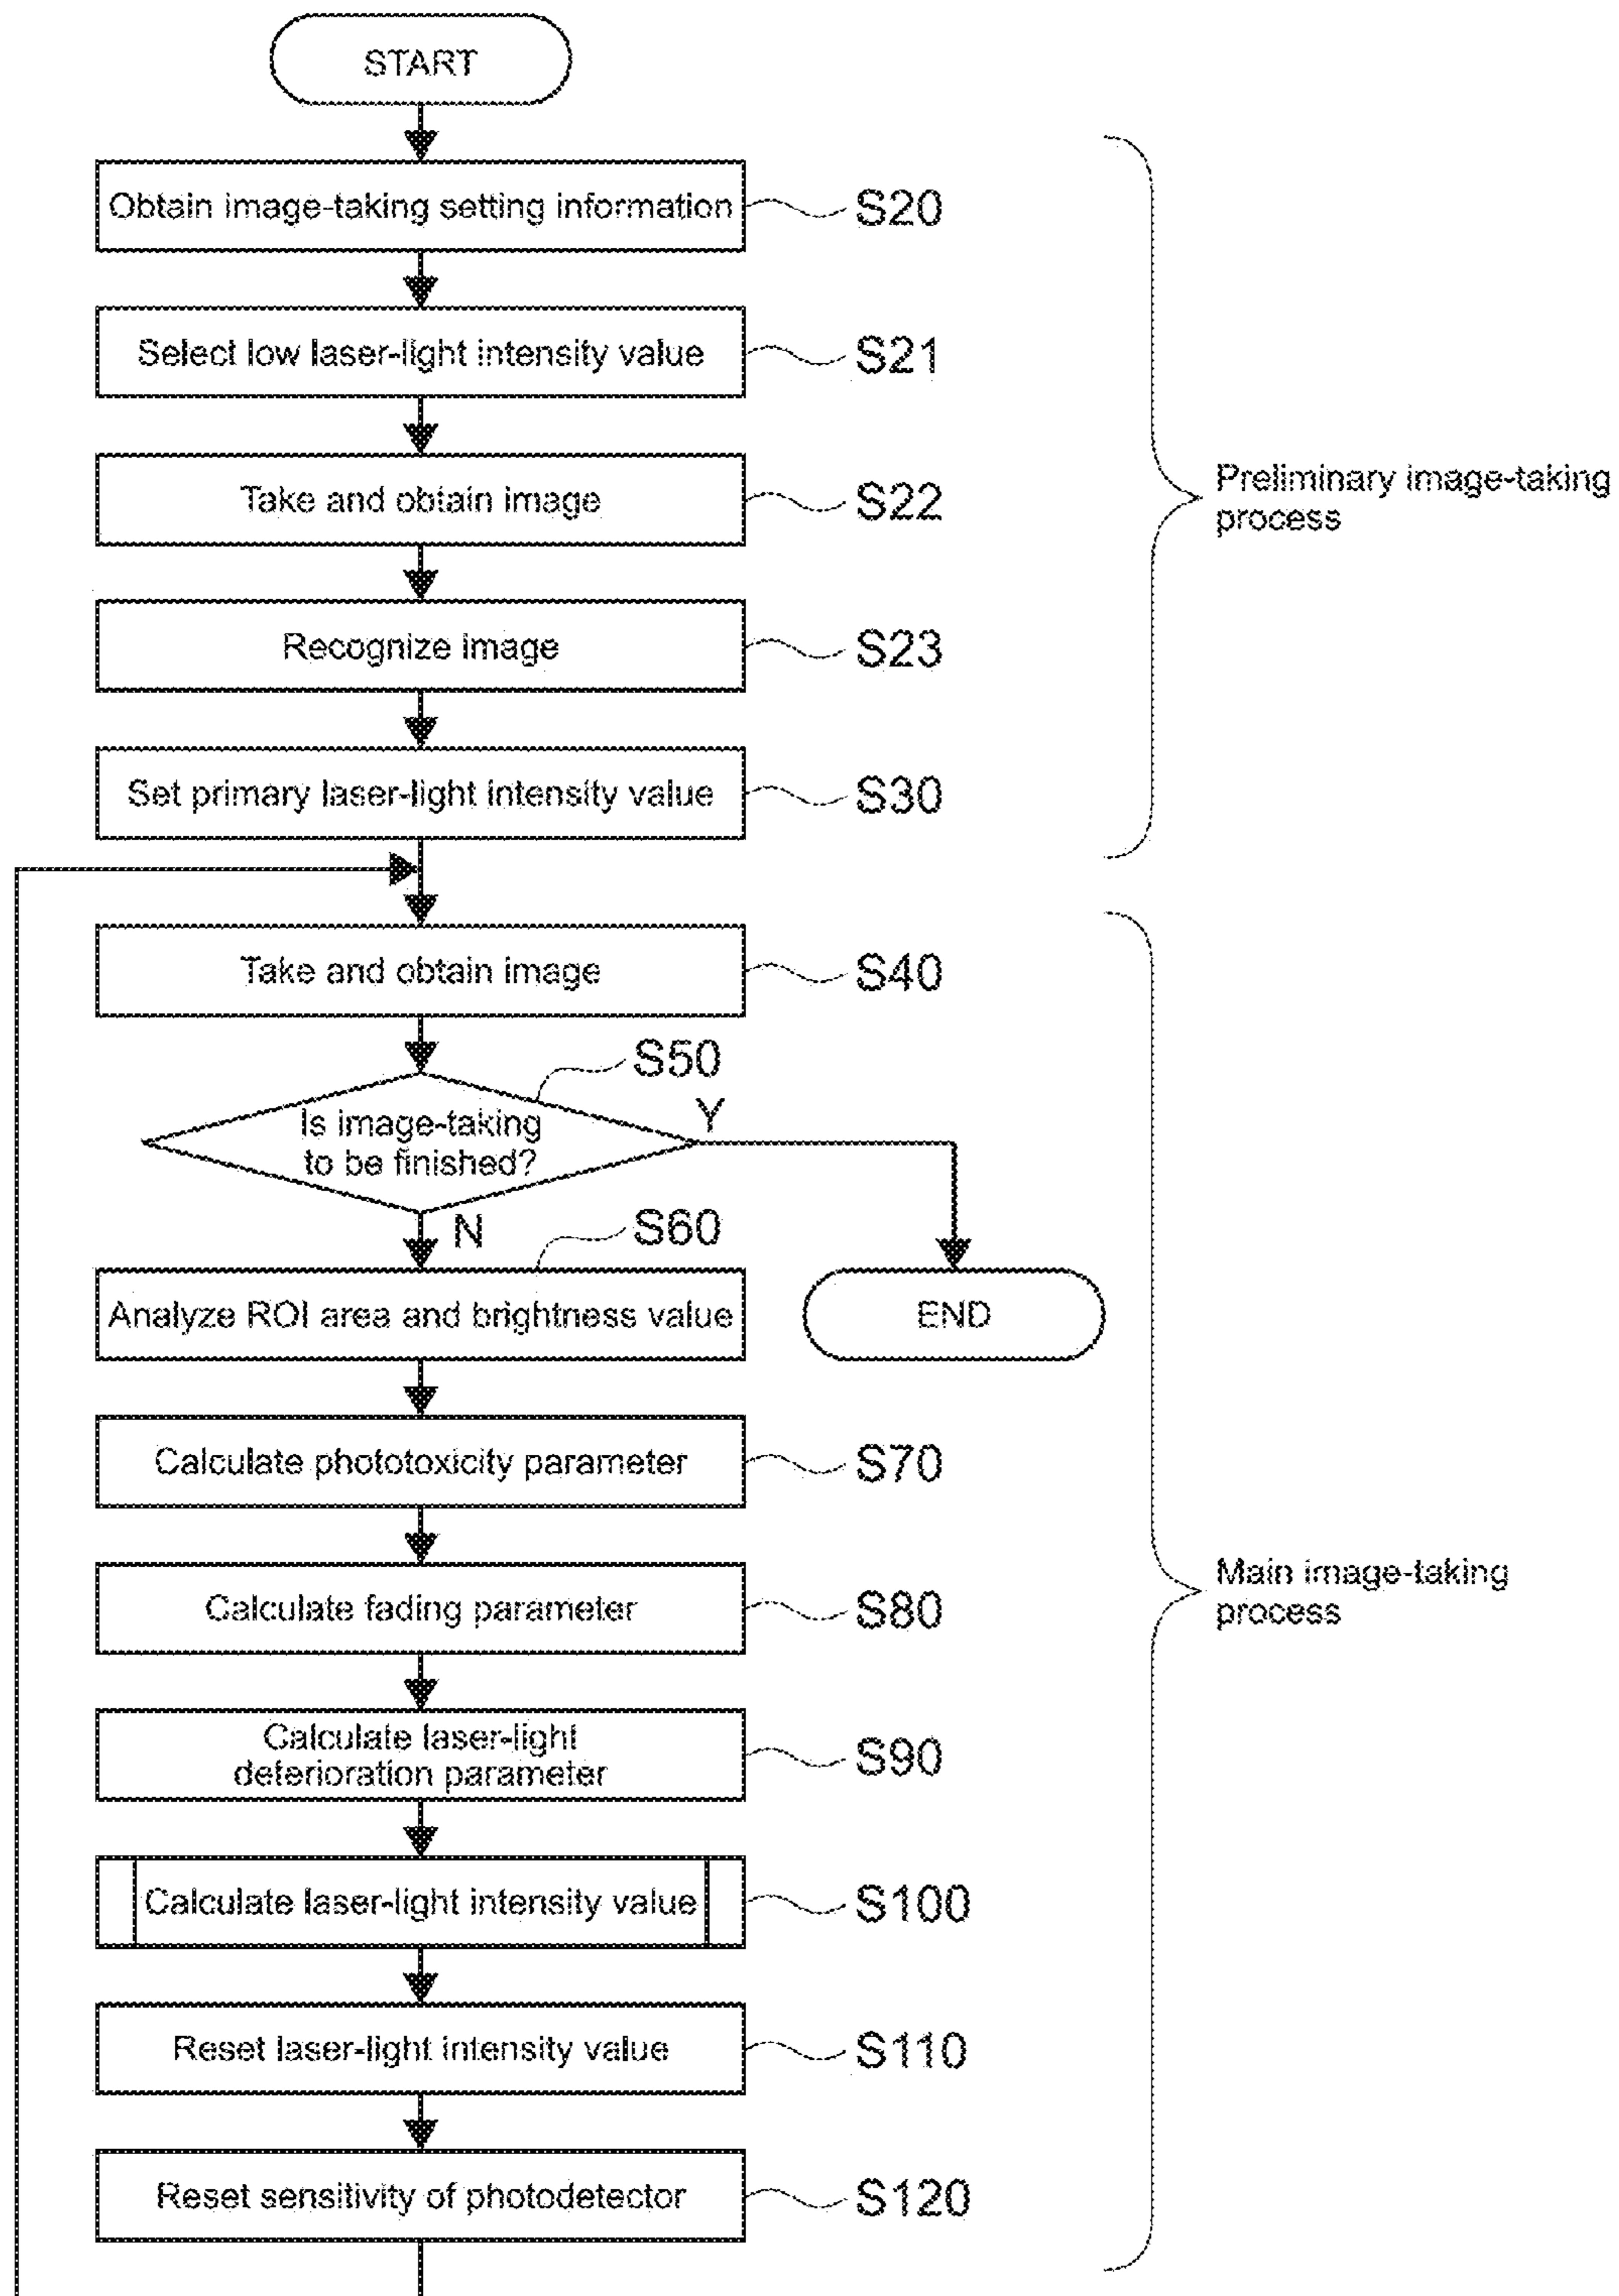 START
Obtain image-taking setting information
S20
Select low laser-light intensity value
S21
Take and obtain image
S22
Preliminary image-taking
process
Recognize image
S23
Set primary laser-light intensity value
S30
Take and obtain image
S40
S50
Is image-taking
to be finished?
Y
N
S60
Analyze ROI area and brightness value
END
Calculate phototoxicity parameter
S70
Main image-taking
process
Calculate fading parameter
S80
Calculate laser-light
deferioration parameter
S90
Calculate laser-light intensity value
S100
Reset laser-light intensity value
S110
Reset sensitivity of photodetector
S120